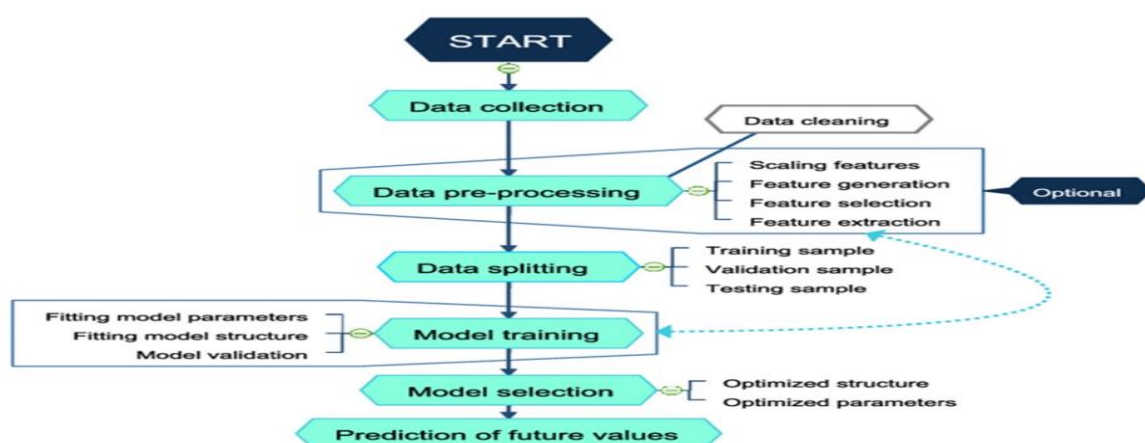 START
Data collection
Data cleaning
Data pre-processing
Scaling features
Feature generation
Feature selection
Feature extraction
Optional
Data splitting
Training sample
Validation sample
Testing sample
Fitting model parameters
Fitting model structure
Model validation
Model training
Model selection
Optimized structure
Optimized parameters
Prediction of future values